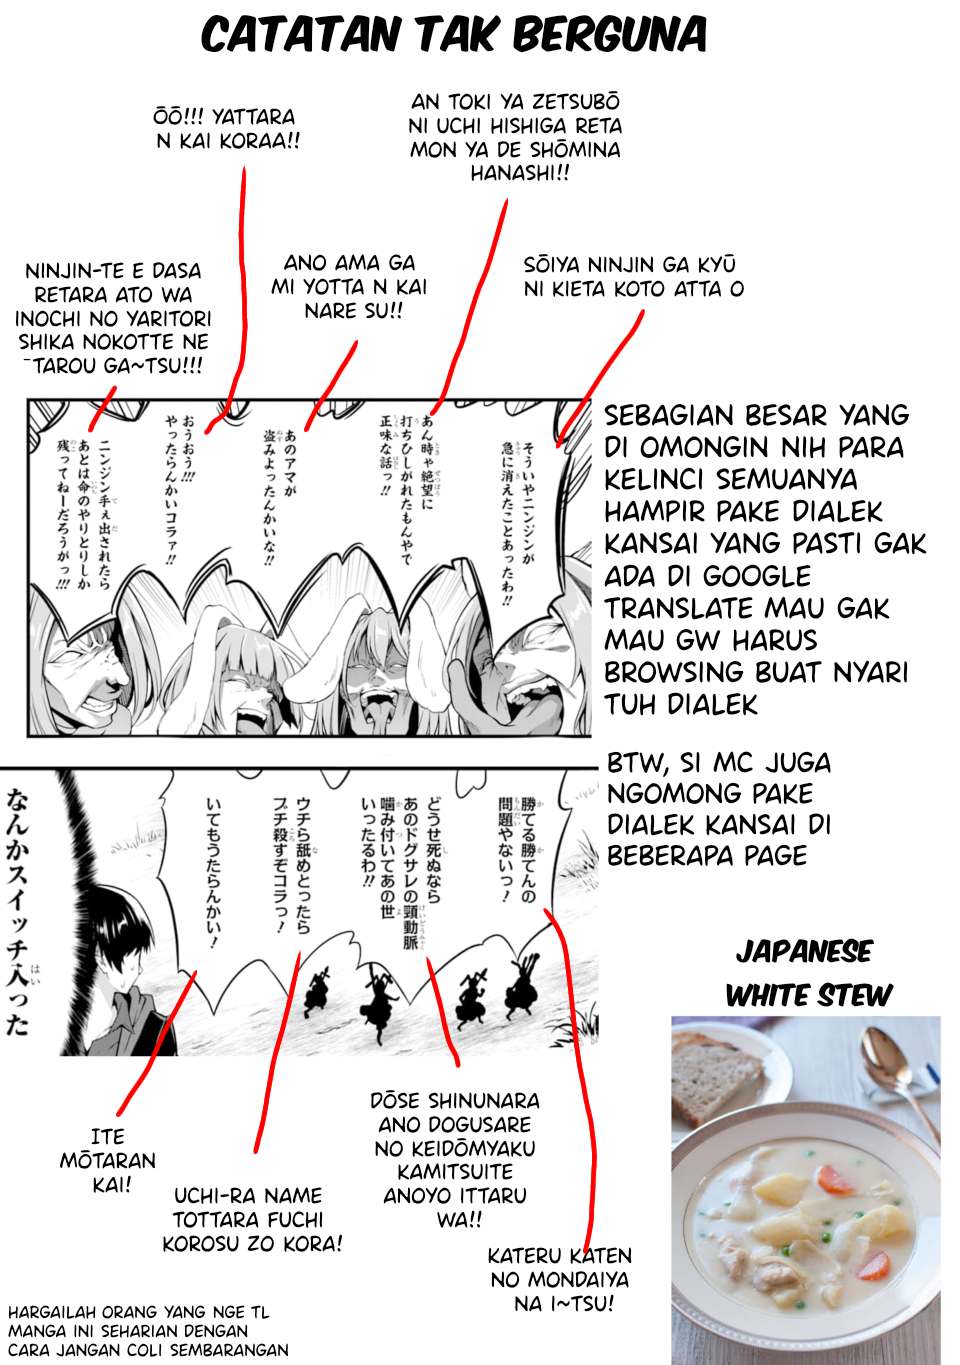 CATATAN TAK BERGUNA
ŌŌ!!! YATTARA
N KAI KORAA!!
AN TOKI YA ZETSUBŌ
NI UCHI HISHIGA RETA
MON YA DE SHŌMINA
HANASHI!!
NINJIN-TE E DASA
RETARA ATO WA
INOCHI NO YARITORI
SHIKA NOKOTTE NE
¯TAROU GA~TSU!!!
ANO AMA GA
MI YOTTA N KAI
NARE SU!!
SŌIYA NINJIN GA KYŪ
NI KIETA KOTO ATTA O
そういやニンジンが
急に消えたことあったわ!!
あん時ゃ絶望に
打ちひしがれたもんやで
正味な話っ!!
あのアマが
盗みよったんかいな!!
おうおう!!!
やったらんかいコラァ!!
ニンジン手ぇ出されたら
あとは命のやりとりしか
残ってねーだろうがっ!!!
SEBAGIAN BESAR YANG
DI OMONGIN NIH PARA
KELINCI SEMUANYA
HAMPIR PAKE DIALEK
KANSAI YANG PASTI GAK
ADA DI GOOGLE
TRANSLATE MAU GAK
MAU GW HARUS
BROWSING BUAT NYARI
TUH DIALEK
BTW, SI MC JUGA
NGOMONG PAKE
DIALEK KANSAI DI
BEBERAPA PAGE
勝てる勝てんの
問題やないっ!
どうせ死ぬなら
あのドグサレの頸動脈
噛み付いてあの世
いったるわ!!
ウチら舐めとったら
ブチ殺すぞコラっ!
いてもうたらんかい!
なんかスイッチ入った
JAPANESE
WHITE STEW
ITE
MŌTARAN
KAI!
UCHI-RA NAME
TOTTARA FUCHI
KOROSU ZO KORA!
DŌSE SHINUNARA
ANO DOGUSARE
NO KEIDŌMYAKU
KAMITSUITE
ANOYO ITTARU
WA!!
KATERU KATEN
NO MONDAIYA
NA I~TSU!
HARGAILAH ORANG YANG NGE TL
MANGA INI SEHARIAN DENGAN
CARA JANGAN COLI SEMBARANGAN